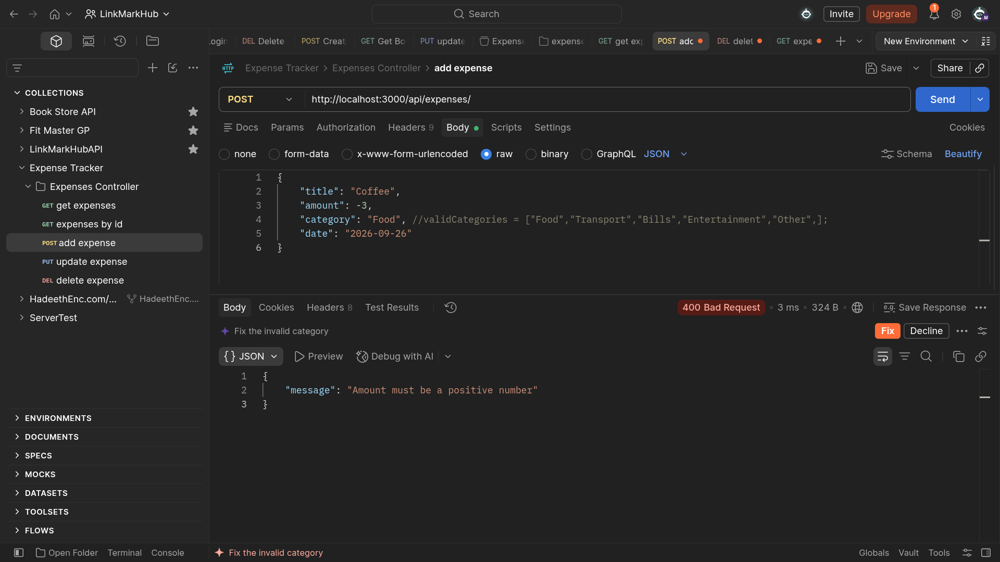 LinkMarkHub
Search
Invite
Upgrade
1
M
ogin
DEL Delete
POST Creat
GET Get Bo
PUT update
Expense
expense
GET get exp
POST adc
DEL delet
GET expe
New Environment
COLLECTIONS
Book Store API
Fit Master GP
LinkMarkHubAPI
Expense Tracker
Expenses Controller
GET get expenses
GET expenses by id
POST add expense
PUT update expense
DEL delete expense
HadeethEnc.com/... HadeethEnc....
ServerTest
ENVIRONMENTS
DOCUMENTS
SPECS
MOCKS
DATASETS
TOOLSETS
FLOWS
HTTP Expense Tracker > Expenses Controller > add expense
Save
Share
POST http://localhost:3000/api/expenses/
Send
Docs Params Authorization Headers 9 Body Scripts Settings
Cookies
none form-data x-www-form-urlencoded raw binary GraphQL JSON
Schema Beautify
1 {
2 "title": "Coffee",
3 "amount": -3,
4 "category": "Food", //validCategories = ["Food","Transport","Bills","Entertainment","Other",];
5 "date": "2026-09-26"
6 }
Body Cookies Headers 8 Test Results
400 Bad Request • 3 ms • 324 B
e.g. Save Response
Fix the invalid category
Fix Decline
{} JSON Preview Debug with AI
1 {
2 "message": "Amount must be a positive number"
3 }
Open Folder Terminal Console
Fix the invalid category
Globals Vault Tools